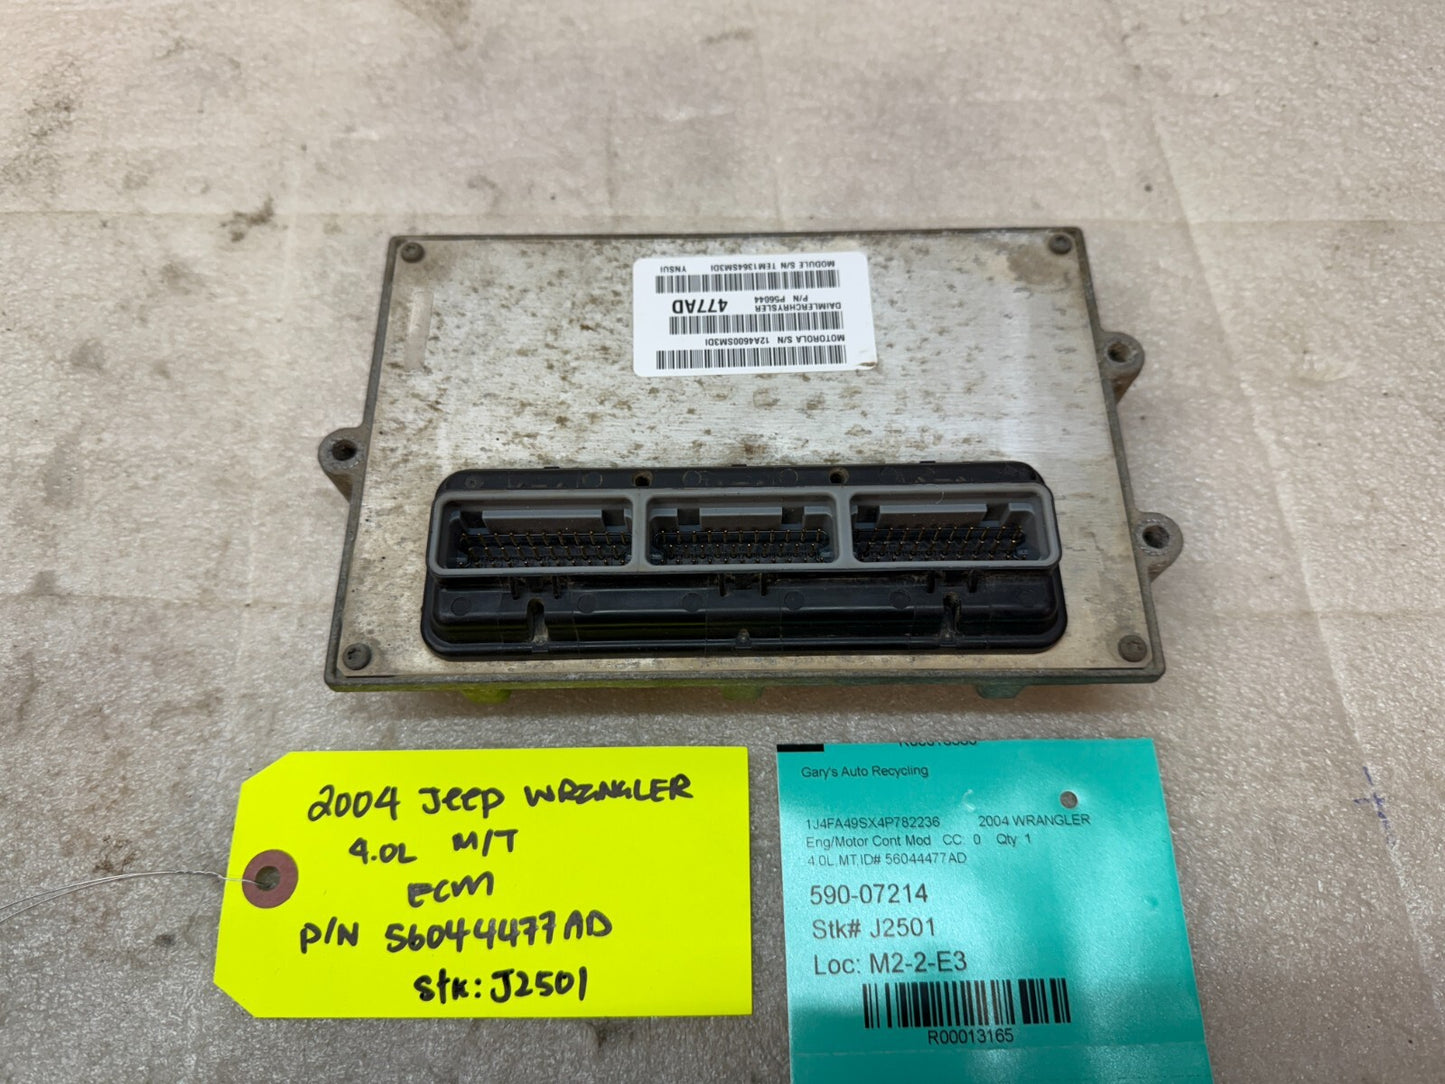 MOTOROLA S/N 12A4600SM3DI
DAIMLERCHRYSLER
P/N P56044 477AD
MODULE S/N TEM1364SM3DI YNSUI
2004 Jeep WRANGLER
4.0L M/T
ECM
P/N 56044477AD
Stk: J2501
Gary's Auto Recycling
1J4FA49SX4P782236 2004 WRANGLER
Eng/Motor Cont Mod CC: 0 Qty: 1
4.0L,MT,ID# 56044477AD
590-07214
Stk# J2501
Loc: M2-2-E3
R00013165